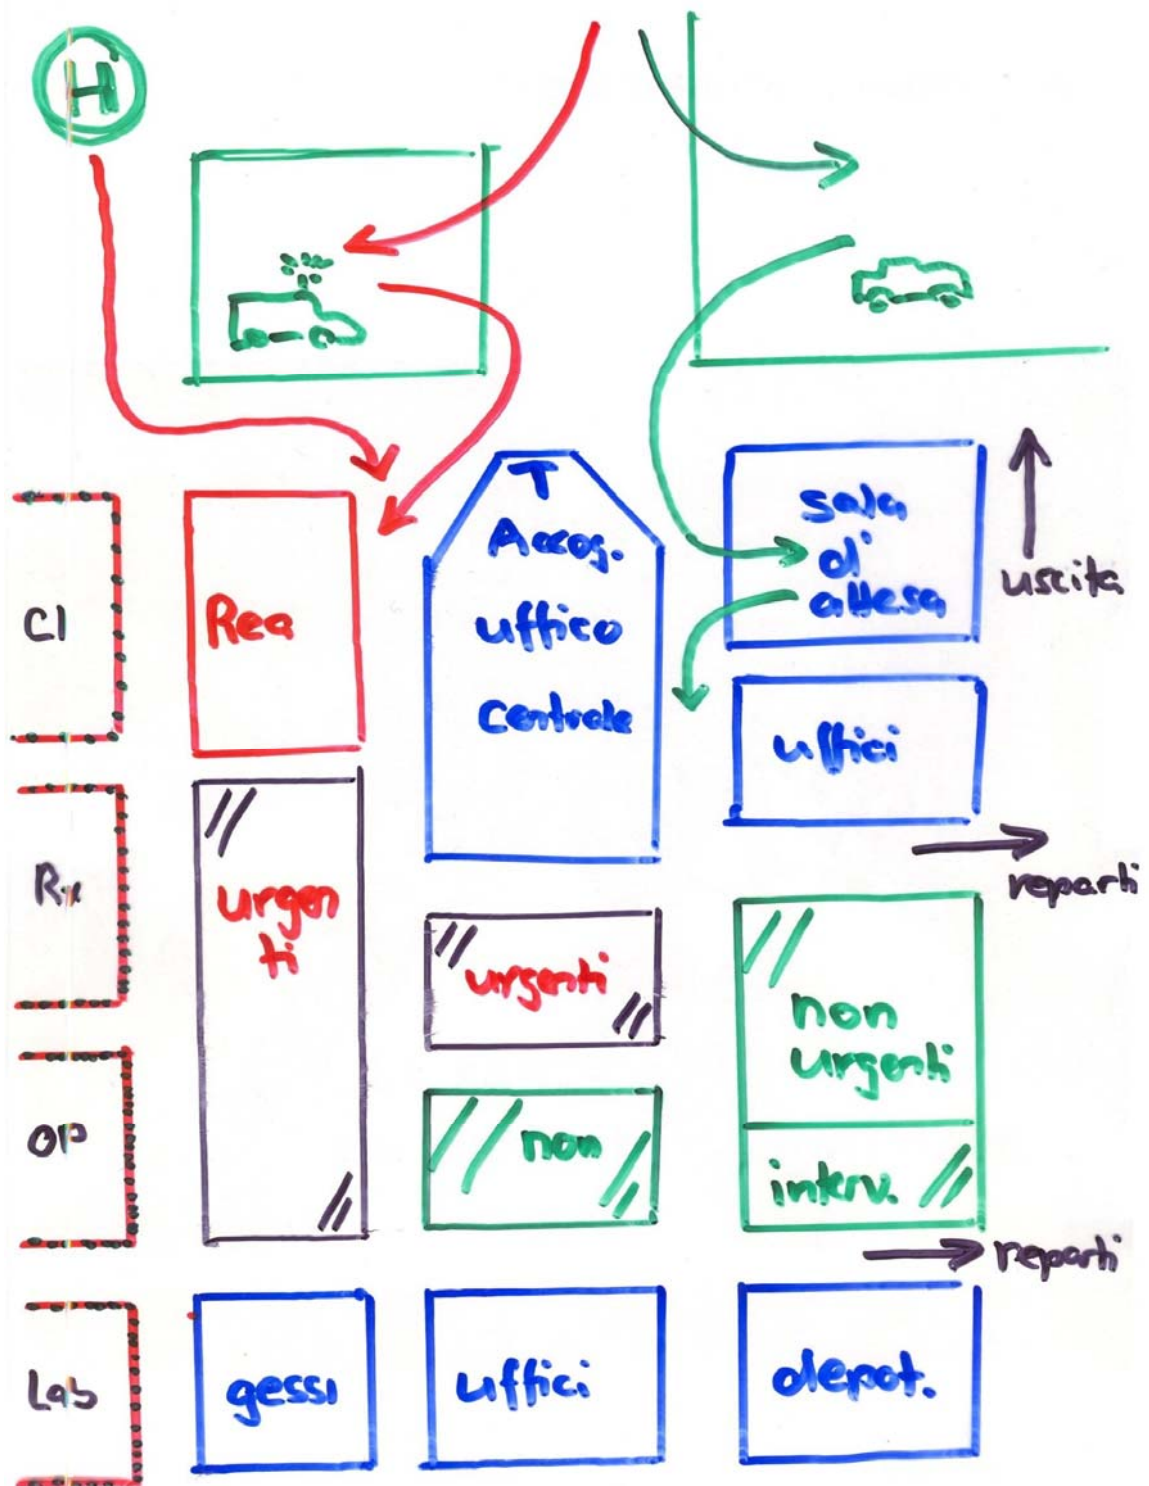 H
T
Accog.
uffico
centrale
sala
d'
attesa
uscita
CI
Rea
uffici
reparti
Rx
urgen
ti
urgenti
non
urgenti
OP
non
interv.
reparti
Lab
gessi
uffici
depot.